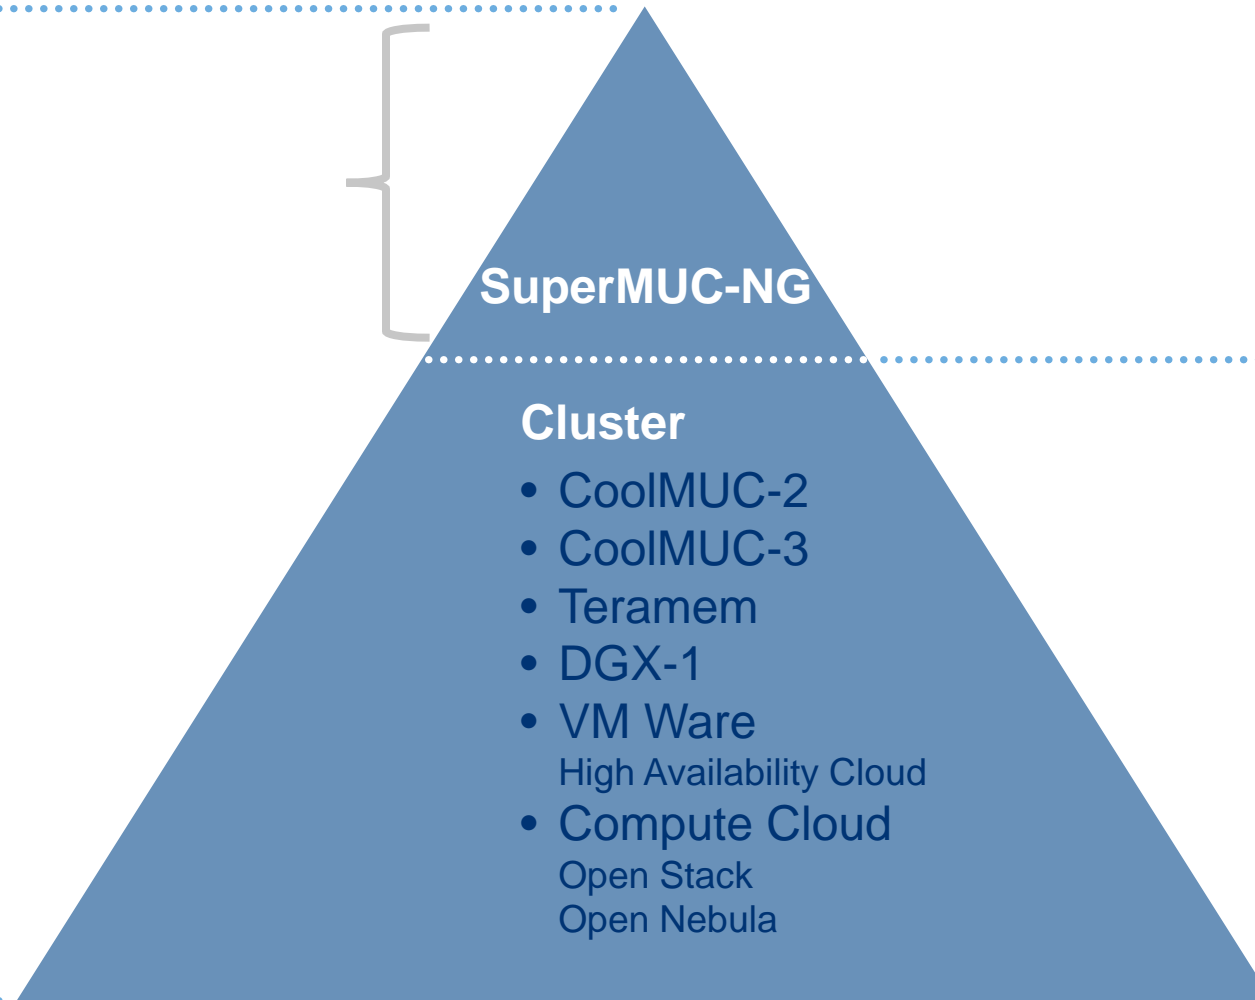 SuperMUC-NG
Cluster
• CoolMUC-2
• CoolMUC-3
• Teramem
• DGX-1
• VM Ware
High Availability Cloud
• Compute Cloud
Open Stack
Open Nebula